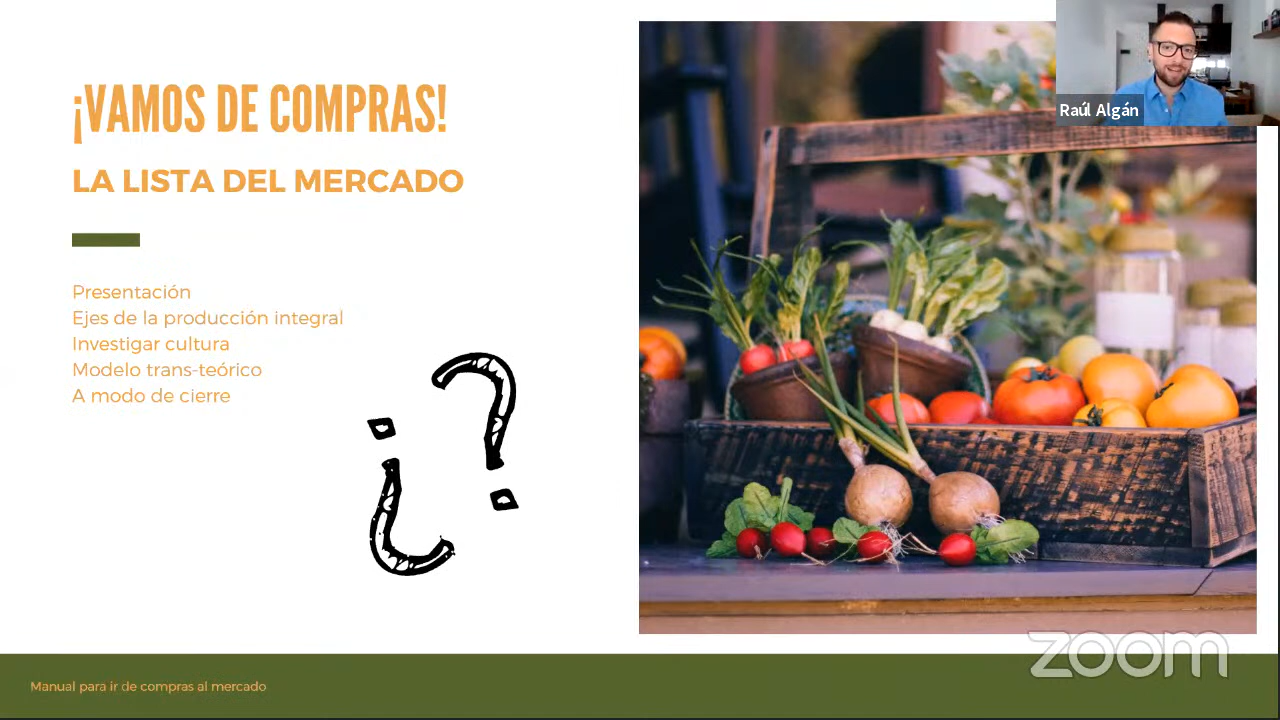 ¡VAMOS DE COMPRAS!
LA LISTA DEL MERCADO
Presentación
Ejes de la producción integral
Investigar cultura
Modelo trans-teórico
A modo de cierre
¿?
Raúl Algán
zoom
Manual para ir de compras al mercado